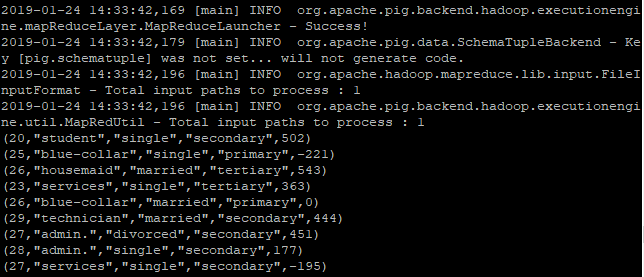 2019-01-24 14:33:42,169 [main] INFO  org.apache.pig.backend.hadoop.executionengi
ne.mapReduceLayer.MapReduceLauncher - Success!
2019-01-24 14:33:42,179 [main] INFO  org.apache.pig.data.SchemaTupleBackend - Ke
y [pig.schematuple] was not set... will not generate code.
2019-01-24 14:33:42,196 [main] INFO  org.apache.hadoop.mapreduce.lib.input.FileI
nputFormat - Total input paths to process : 1
2019-01-24 14:33:42,196 [main] INFO  org.apache.pig.backend.hadoop.executionengi
ne.util.MapRedUtil - Total input paths to process : 1
(20,"student","single","secondary",502)
(25,"blue-collar","single","primary",-221)
(26,"housemaid","married","tertiary",543)
(23,"services","single","tertiary",363)
(26,"blue-collar","married","primary",0)
(29,"technician","married","secondary",444)
(27,"admin.","divorced","secondary",451)
(28,"admin.","single","secondary",177)
(27,"services","single","secondary",-195)